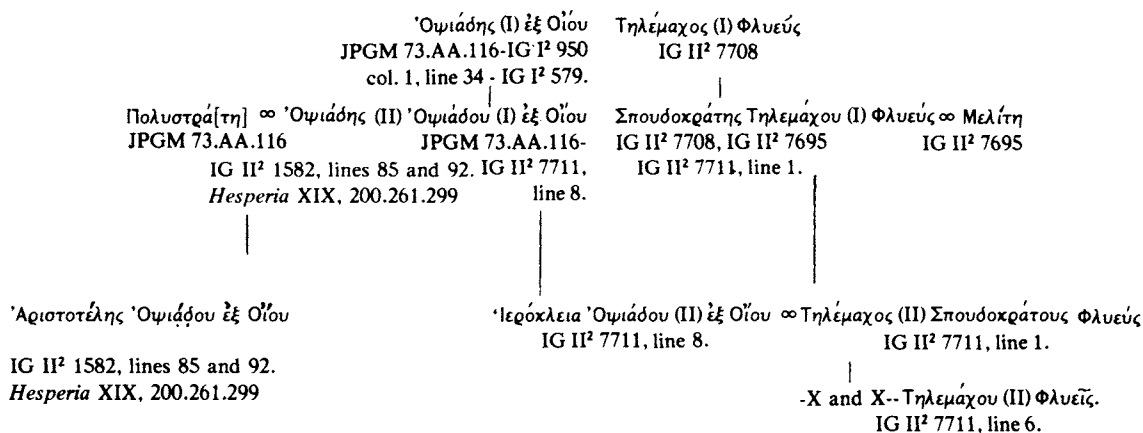 Ὀψιάδης (I) ἐξ Οἴου Τηλέμαχος (I) Φλυεύς
JPGM 73.AA.116-IG I² 950 IG II² 7708
col. 1, line 34 - IG I² 579.
Πολυστρά[τη] ∞ Ὀψιάδης (II) Ὀψιάδου (I) ἐξ Οἴου Σπουδοκράτης Τηλεμάχου (I) Φλυεύς ∞ Μελίτη
JPGM 73.AA.116 JPGM 73.AA.116- IG II² 7708, IG II² 7695 IG II² 7695
IG II² 1582, lines 85 and 92. IG II² 7711, IG II² 7711, line 1.
Hesperia XIX, 200.261.299 line 8.
Ἀριστοτέλης Ὀψιάδου ἐξ Οἴου Ἱερόκλεια Ὀψιάδου (II) ἐξ Οἴου ∞ Τηλέμαχος (II) Σπουδοκράτους Φλυεύς
IG II² 7711, line 8. IG II² 7711, line 1.
IG II² 1582, lines 85 and 92.
Hesperia XIX, 200.261.299 -X and X--Τηλεμάχου (II) Φλυεῖς.
IG II² 7711, line 6.